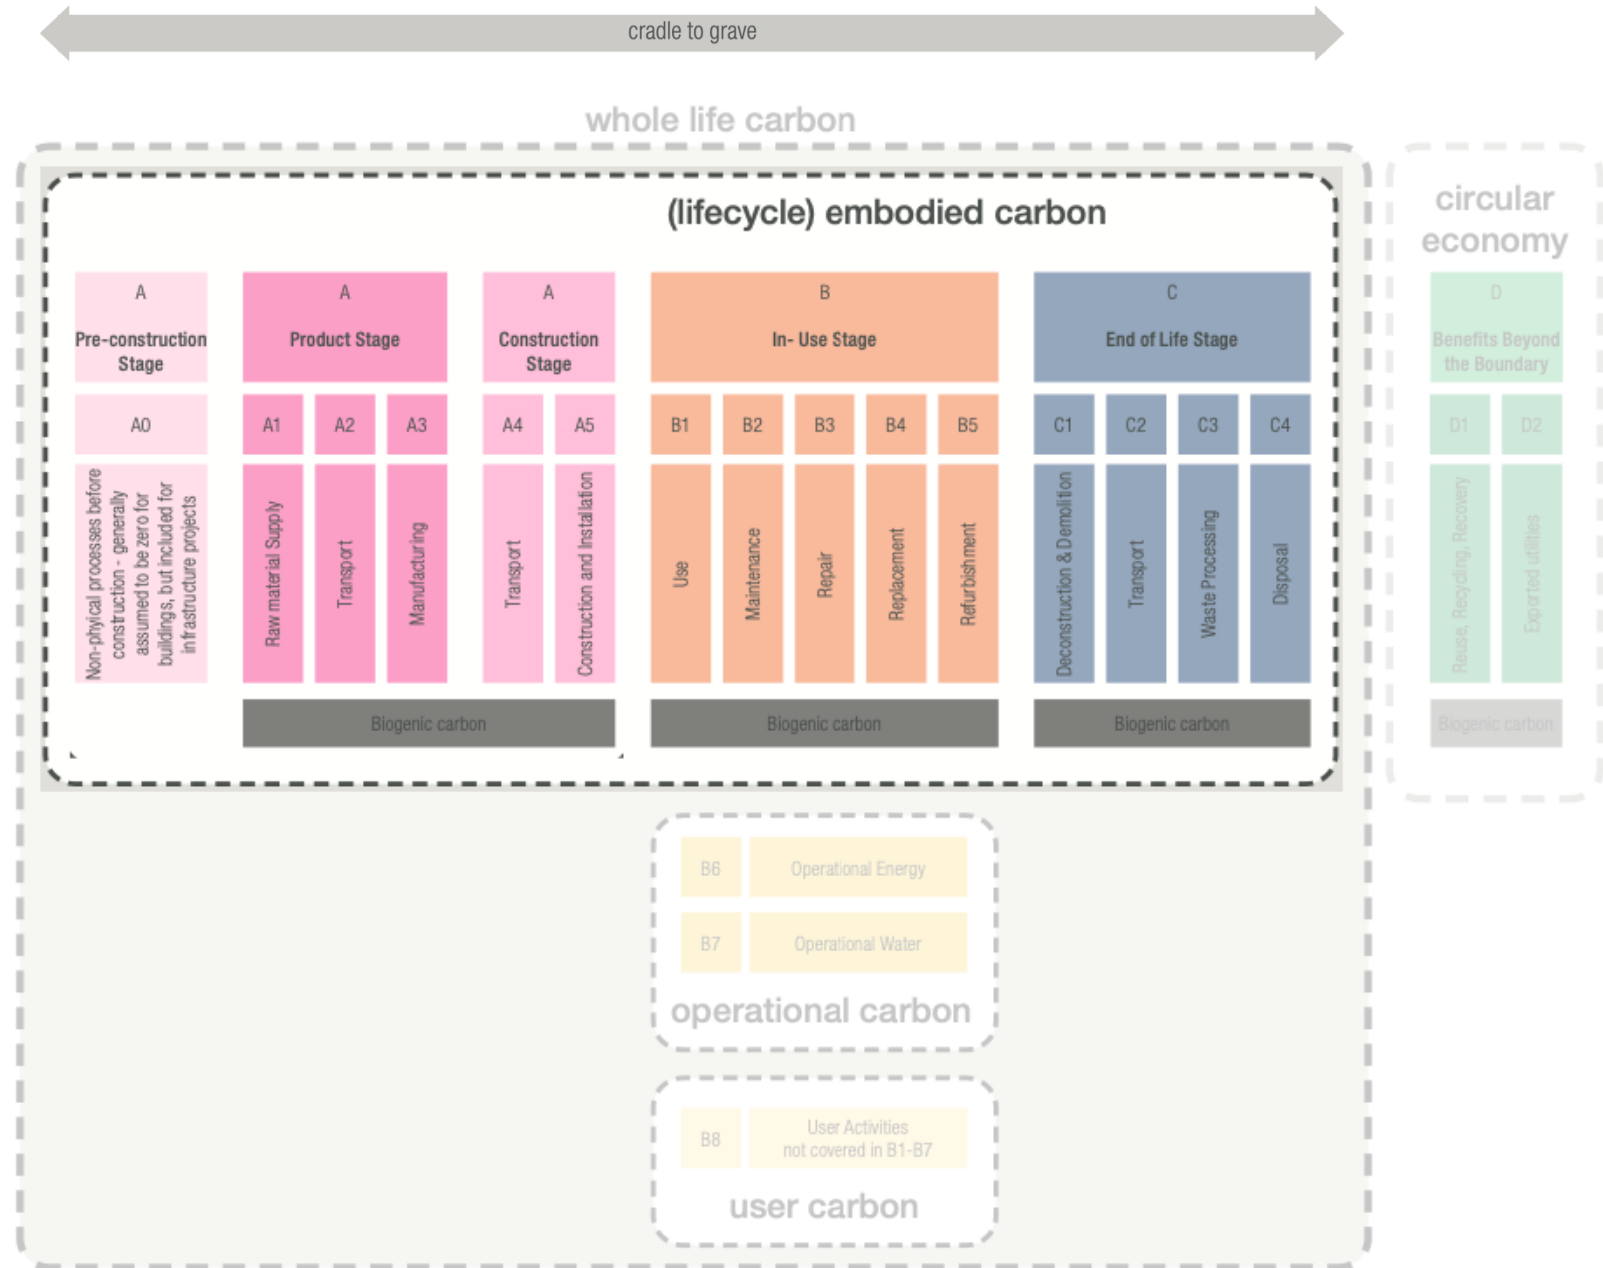 cradle to grave
whole life carbon
(lifecycle) embodied carbon
circular
economy
A
Pre-construction
Stage
A
Product Stage
A
Construction
Stage
B
In- Use Stage
C
End of Life Stage
D
Benefits Beyond
the Boundary
A0
A1
A2
A3
A4
A5
B1
B2
B3
B4
B5
C1
C2
C3
C4
D1
D2
Non-phyical processes before
construction - generally
assumed to be zero for
buildings, but included for
infrastructure projects
Raw material Supply
Transport
Manufacturing
Transport
Construction and Installation
Use
Maintenance
Repair
Replacement
Refurbishment
Deconstruction & Demolition
Transport
Waste Processing
Disposal
Reuse, Recycling, Recovery
Exported utilities
Biogenic carbon
Biogenic carbon
Biogenic carbon
Biogenic carbon
B6
Operational Energy
B7
Operational Water
operational carbon
B8
User Activities
not covered in B1-B7
user carbon